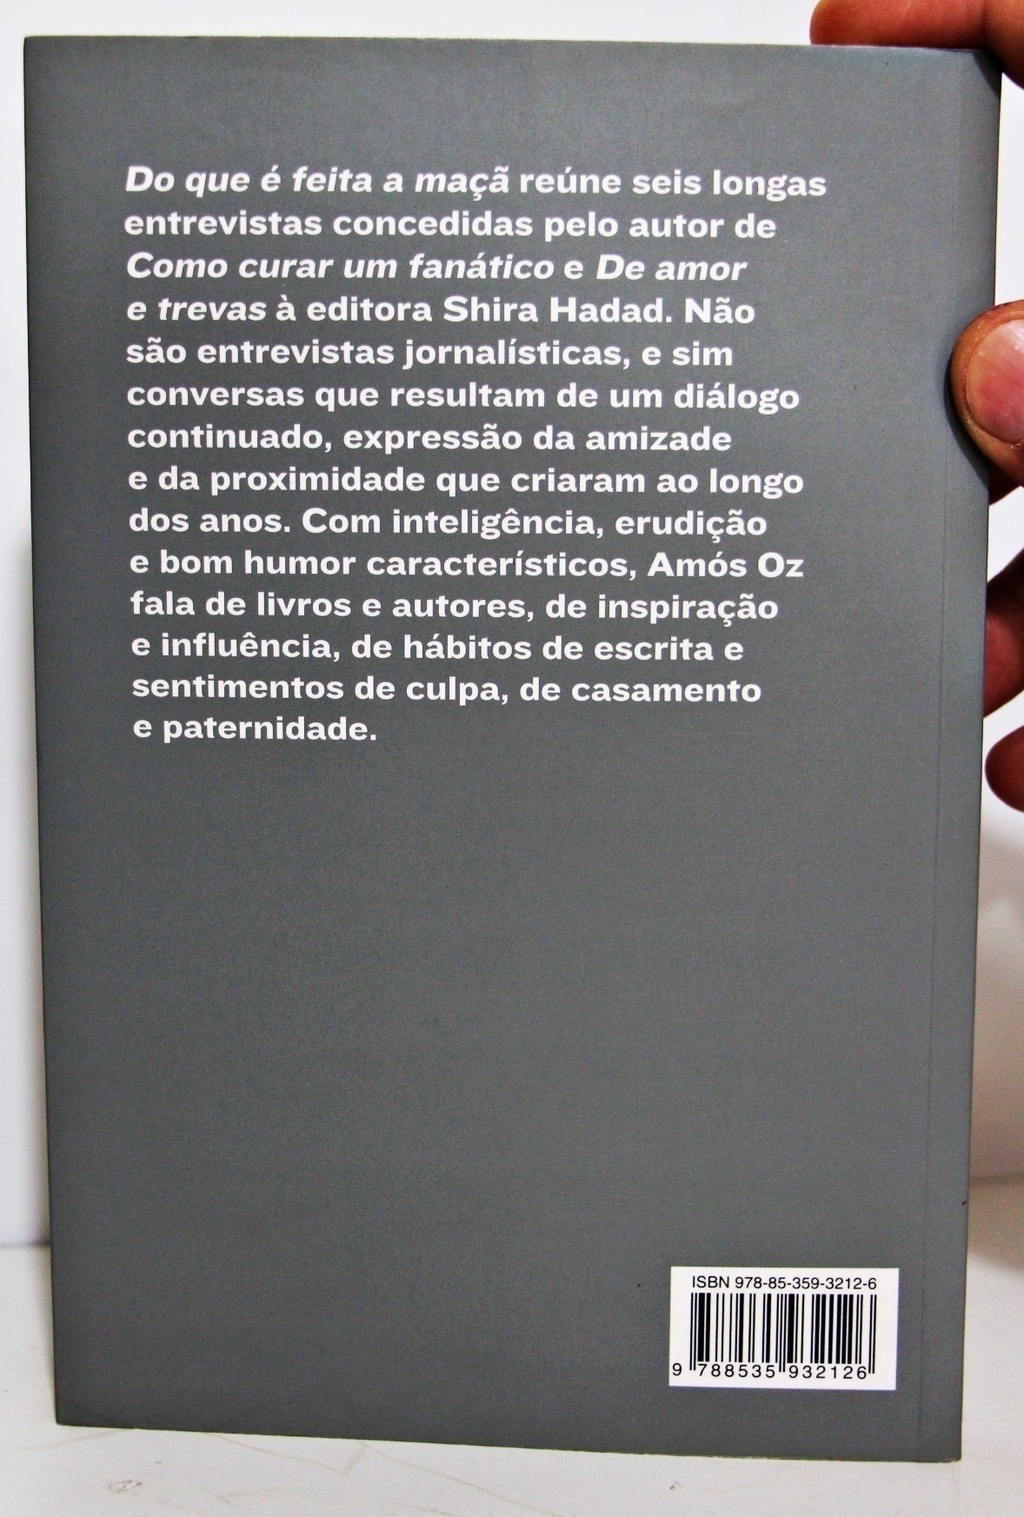 Do que é feita a maçã reúne seis longas
entrevistas concedidas pelo autor de
Como curar um fanático e De amor
e trevas à editora Shira Hadad. Não
são entrevistas jornalísticas, e sim
conversas que resultam de um diálogo
continuado, expressão da amizade
e da proximidade que criaram ao longo
dos anos. Com inteligência, erudição
e bom humor característicos, Amós Oz
fala de livros e autores, de inspiração
e influência, de hábitos de escrita e
sentimentos de culpa, de casamento
e paternidade.
ISBN 978-85-359-3212-6
9 788535 932126